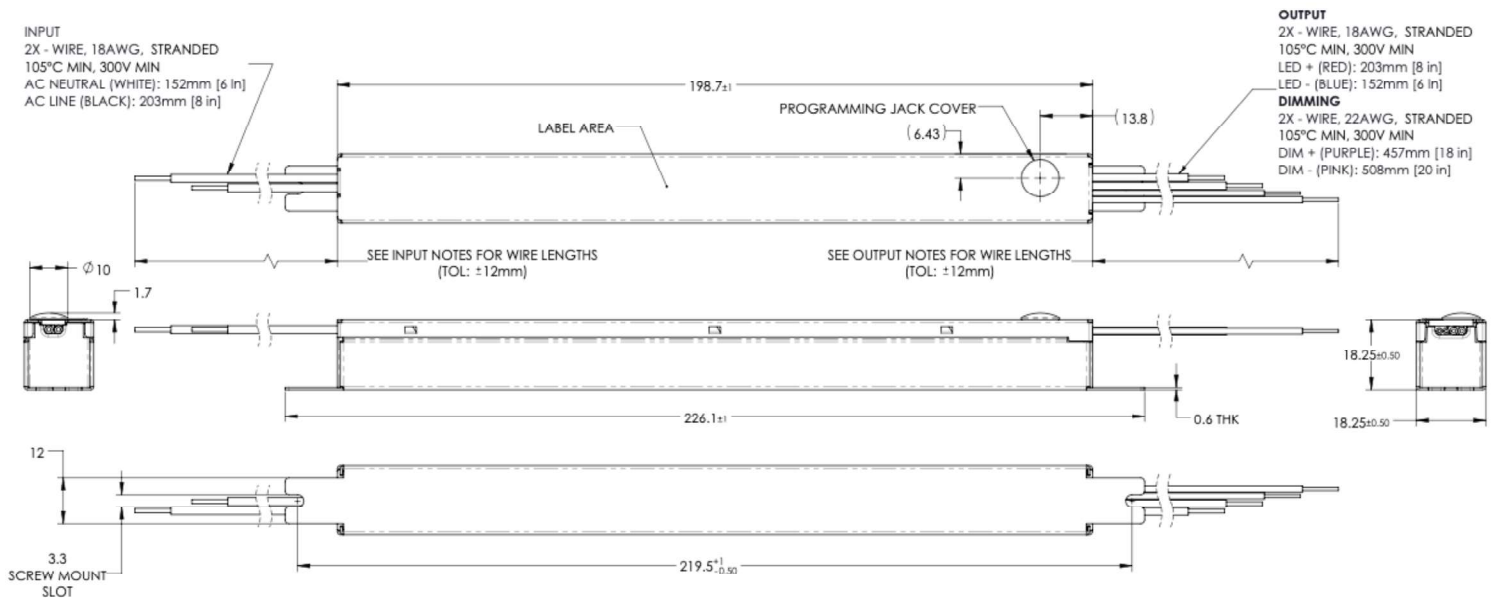 INPUT
2X - WIRE, 18AWG, STRANDED
105°C MIN, 300V MIN
AC NEUTRAL (WHITE): 152mm [6 in]
AC LINE (BLACK): 203mm [8 in]
OUTPUT
2X - WIRE, 18AWG, STRANDED
105°C MIN, 300V MIN
LED + (RED): 203mm [8 in]
LED - (BLUE): 152mm [6 in]
DIMMING
2X - WIRE, 22AWG, STRANDED
105°C MIN, 300V MIN
DIM + (PURPLE): 457mm [18 in]
DIM - (PINK): 508mm [20 in]
198.7±1
PROGRAMMING JACK COVER
(13.8)
LABEL AREA
(6.43)
SEE INPUT NOTES FOR WIRE LENGTHS
(TOL: ±12mm)
SEE OUTPUT NOTES FOR WIRE LENGTHS
(TOL: ±12mm)
Ø10
1.7
18.25±0.50
226.1±1
0.6 THK
18.25±0.50
12
3.3
SCREW MOUNT
SLOT
219.5+1 -0.50